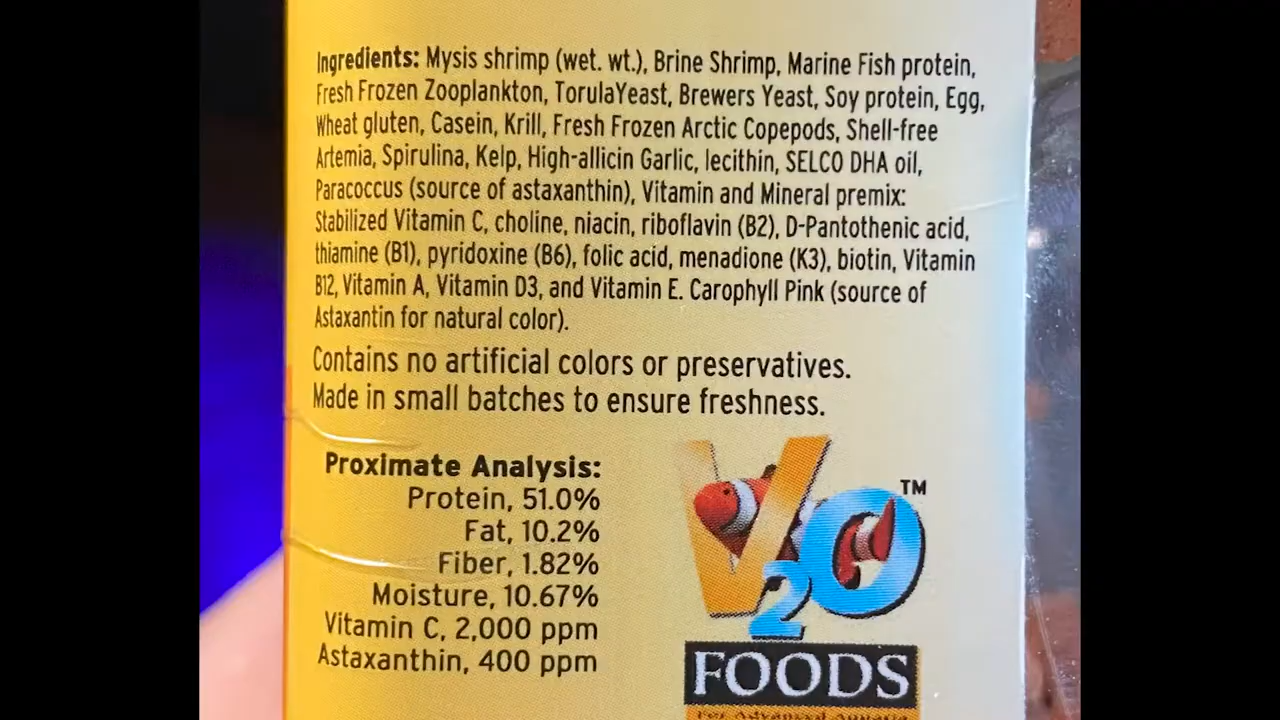 Ingredients: Mysis shrimp (wet. wt.), Brine Shrimp, Marine Fish protein,
Fresh Frozen Zooplankton, TorulaYeast, Brewers Yeast, Soy protein, Egg,
Wheat gluten, Casein, Krill, Fresh Frozen Arctic Copepods, Shell-free
Artemia, Spirulina, Kelp, High-allicin Garlic, lecithin, SELCO DHA oil,
Paracoccus (source of astaxanthin), Vitamin and Mineral premix:
Stabilized Vitamin C, choline, niacin, riboflavin (B2), D-Pantothenic acid,
thiamine (B1), pyridoxine (B6), folic acid, menadione (K3), biotin, Vitamin
B12, Vitamin A, Vitamin D3, and Vitamin E. Carophyll Pink (source of
Astaxantin for natural color).
Contains no artificial colors or preservatives.
Made in small batches to ensure freshness.
Proximate Analysis:
Protein, 51.0%
Fat, 10.2%
Fiber, 1.82%
Moisture, 10.67%
Vitamin C, 2,000 ppm
Astaxanthin, 400 ppm
V2O™
FOODS
For Advanced